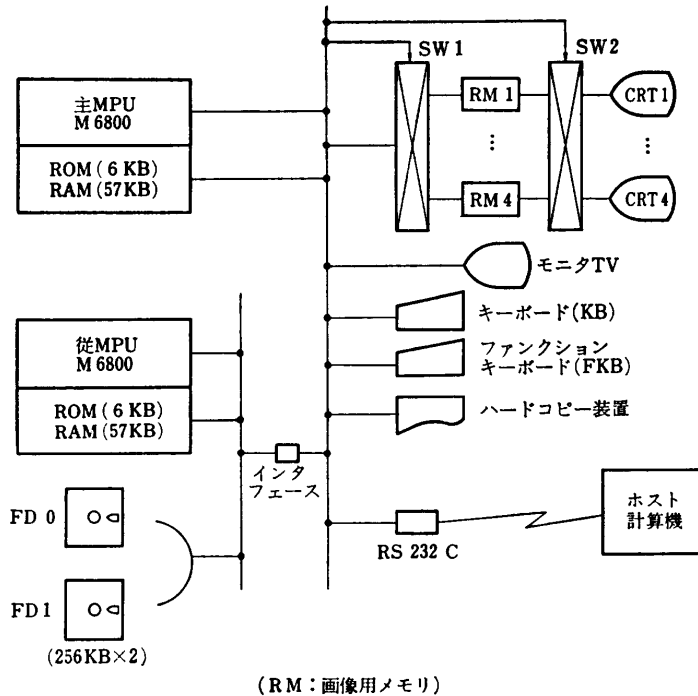 SW 1
SW 2
主MPU
M 6800
ROM ( 6 KB)
RAM (57KB)
RM 1
CRT 1
⋮
⋮
RM 4
CRT 4
モニタTV
キーボード(KB)
従MPU
M 6800
ファンクション
キーボード(FKB)
ROM ( 6 KB)
RAM (57KB)
ハードコピー装置
インタ
フェース
FD 0
ホスト
計算機
RS 232 C
FD 1
(256KB×2)
(RM：画像用メモリ)